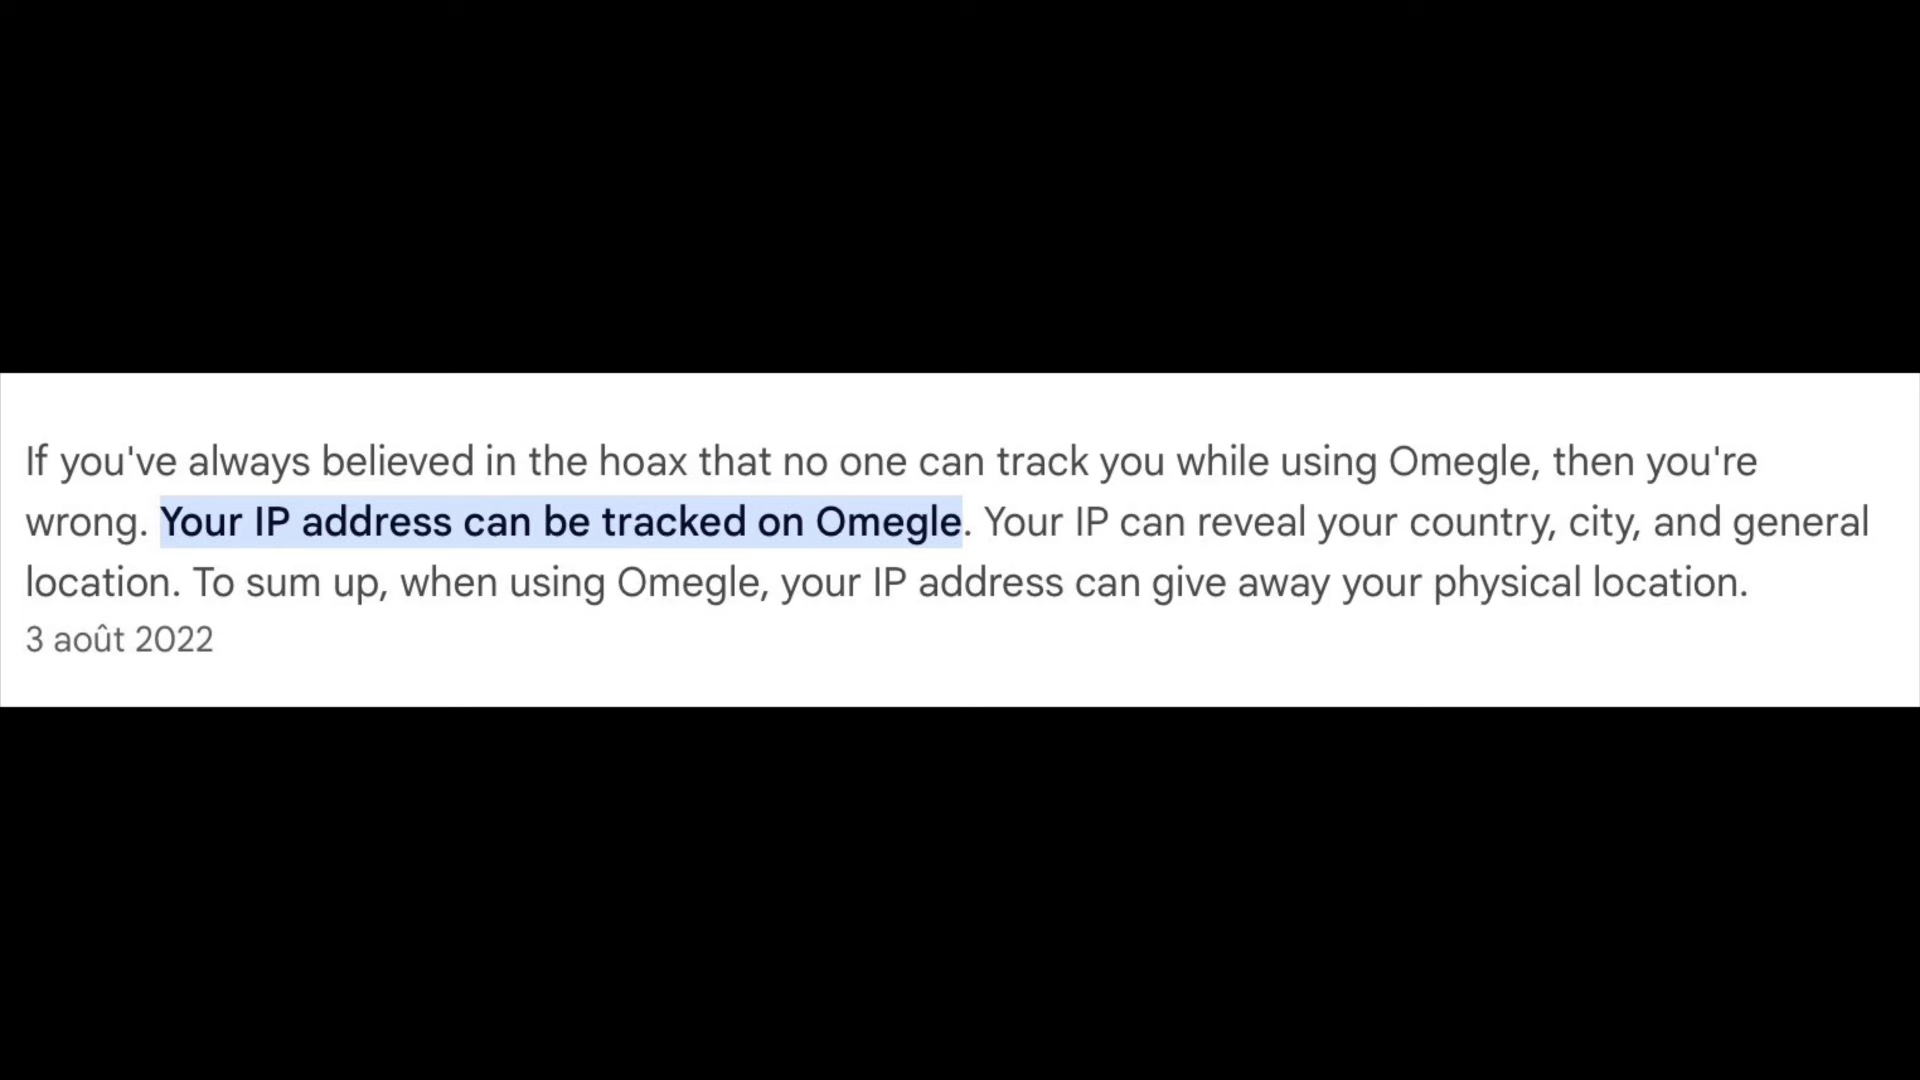 If you've always believed in the hoax that no one can track you while using Omegle, then you're
wrong. Your IP address can be tracked on Omegle. Your IP can reveal your country, city, and general
location. To sum up, when using Omegle, your IP address can give away your physical location.
3 août 2022